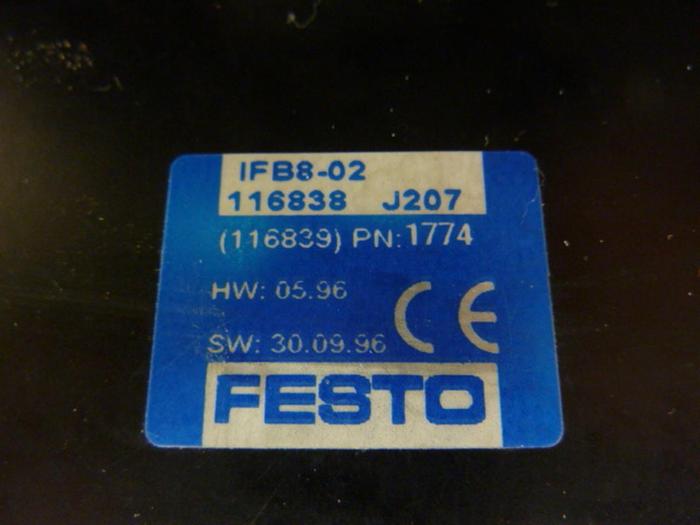 IFB8-02
116838 J207
(116839) PN: 1774
HW: 05.96
SW: 30.09.96
CE
FESTO